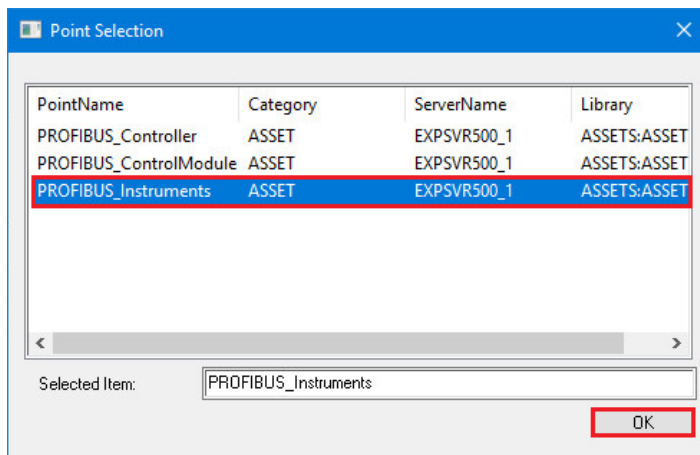 Point Selection
PointName Category ServerName Library
PROFIBUS_Controller ASSET EXPSVR500_1 ASSETS:ASSET
PROFIBUS_ControlModule ASSET EXPSVR500_1 ASSETS:ASSET
PROFIBUS_Instruments ASSET EXPSVR500_1 ASSETS:ASSET
Selected Item: PROFIBUS_Instruments
OK